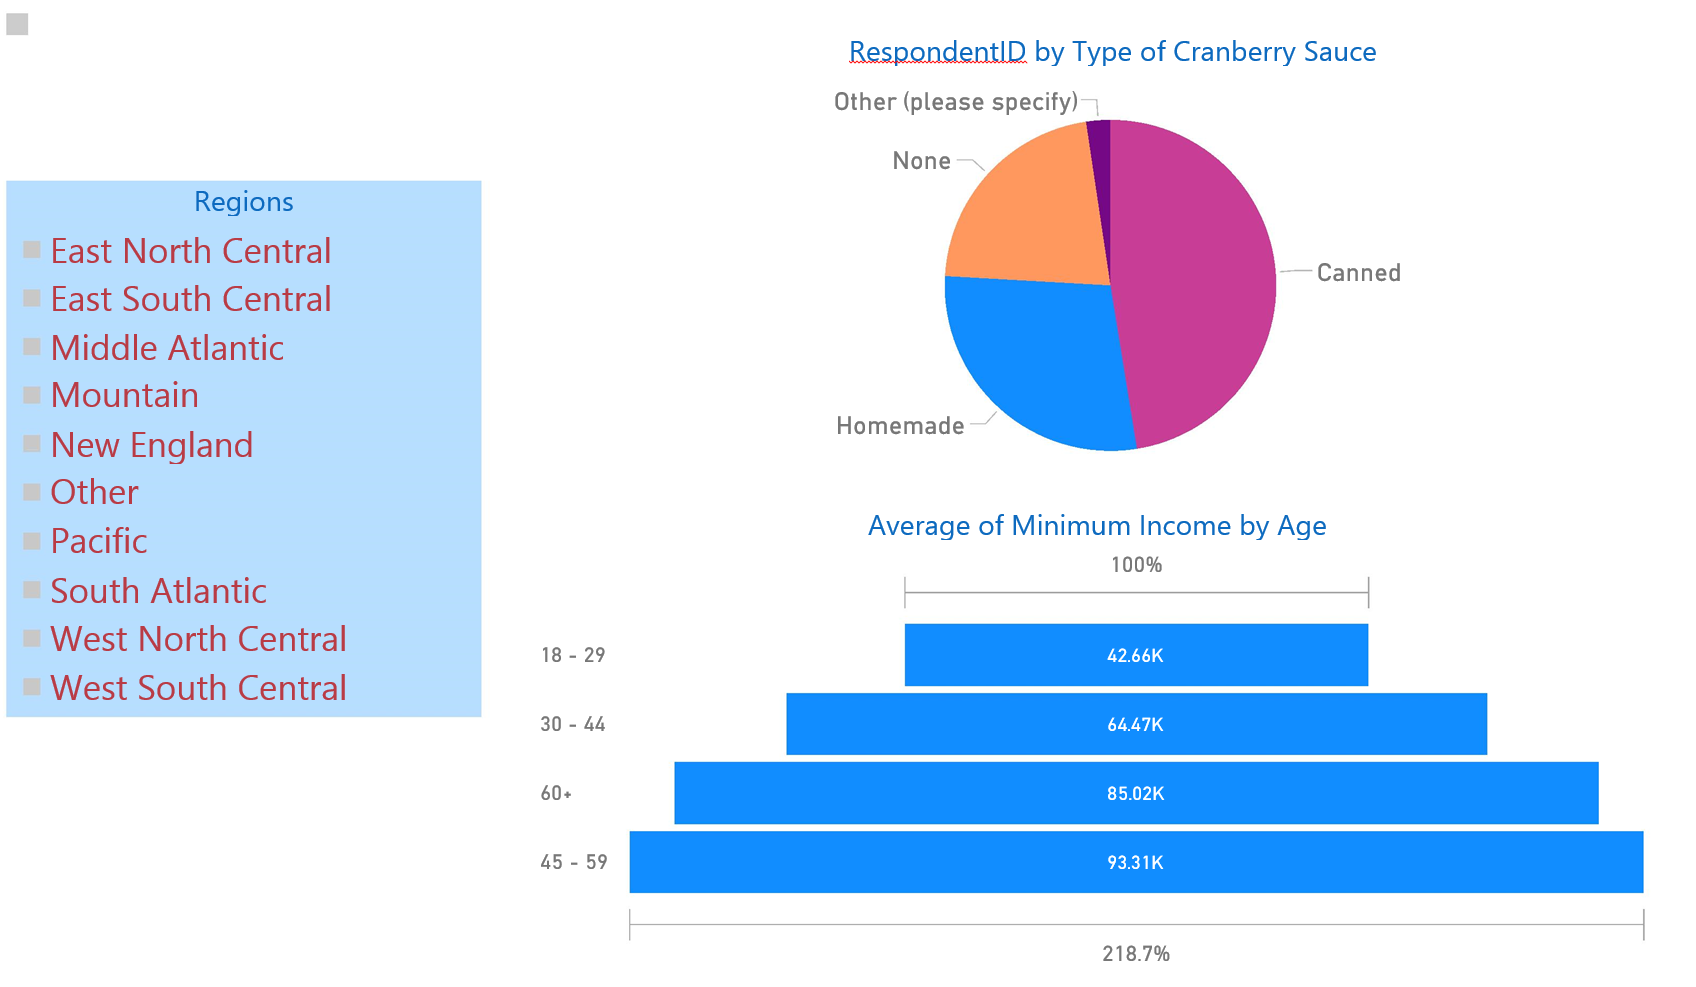 Regions
East North Central
East South Central
Middle Atlantic
Mountain
New England
Other
Pacific
South Atlantic
West North Central
West South Central
RespondentID by Type of Cranberry Sauce
Other (please specify)
None
Canned
Homemade
Average of Minimum Income by Age
100%
18 - 29 42.66K
30 - 44 64.47K
60+ 85.02K
45 - 59 93.31K
218.7%